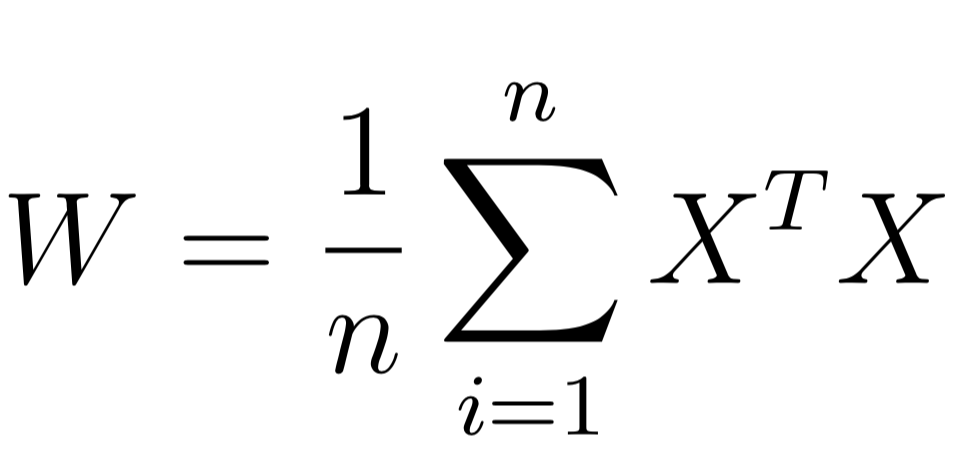 W = \frac{1}{n} \sum_{i=1}^{n} X^T X